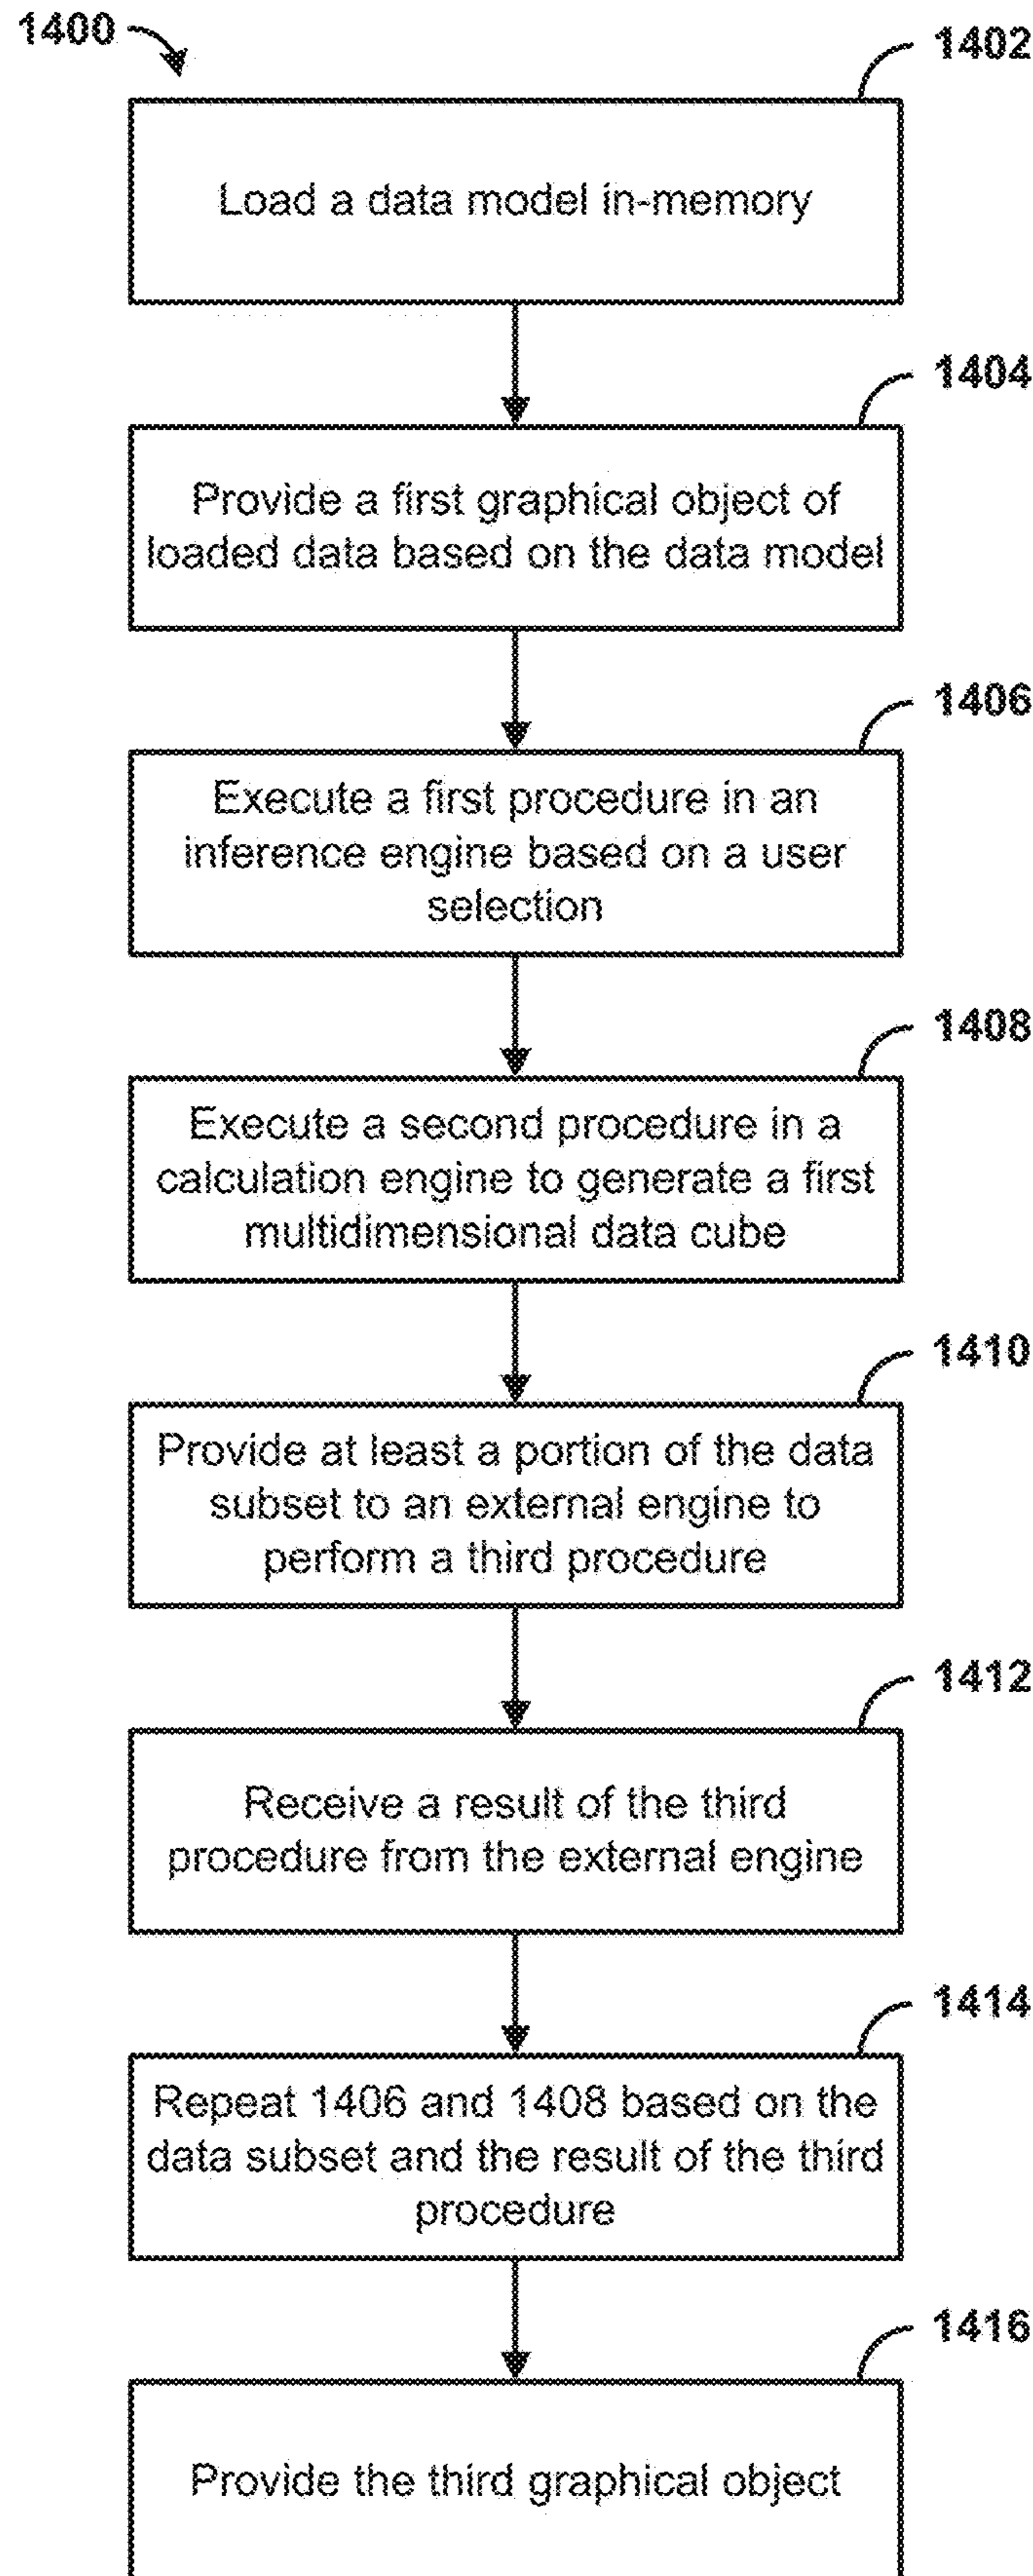 1400
1402
Load a data model in-memory
1404
Provide a first graphical object of
loaded data based on the data model
1406
Execute a first procedure in an
inference engine based on a user
selection
1408
Execute a second procedure in a
calculation engine to generate a first
multidimensional data cube
1410
Provide at least a portion of the data
subset to an external engine to
perform a third procedure
1412
Receive a result of the third
procedure from the external engine
1414
Repeat 1406 and 1408 based on the
data subset and the result of the third
procedure
1416
Provide the third graphical object